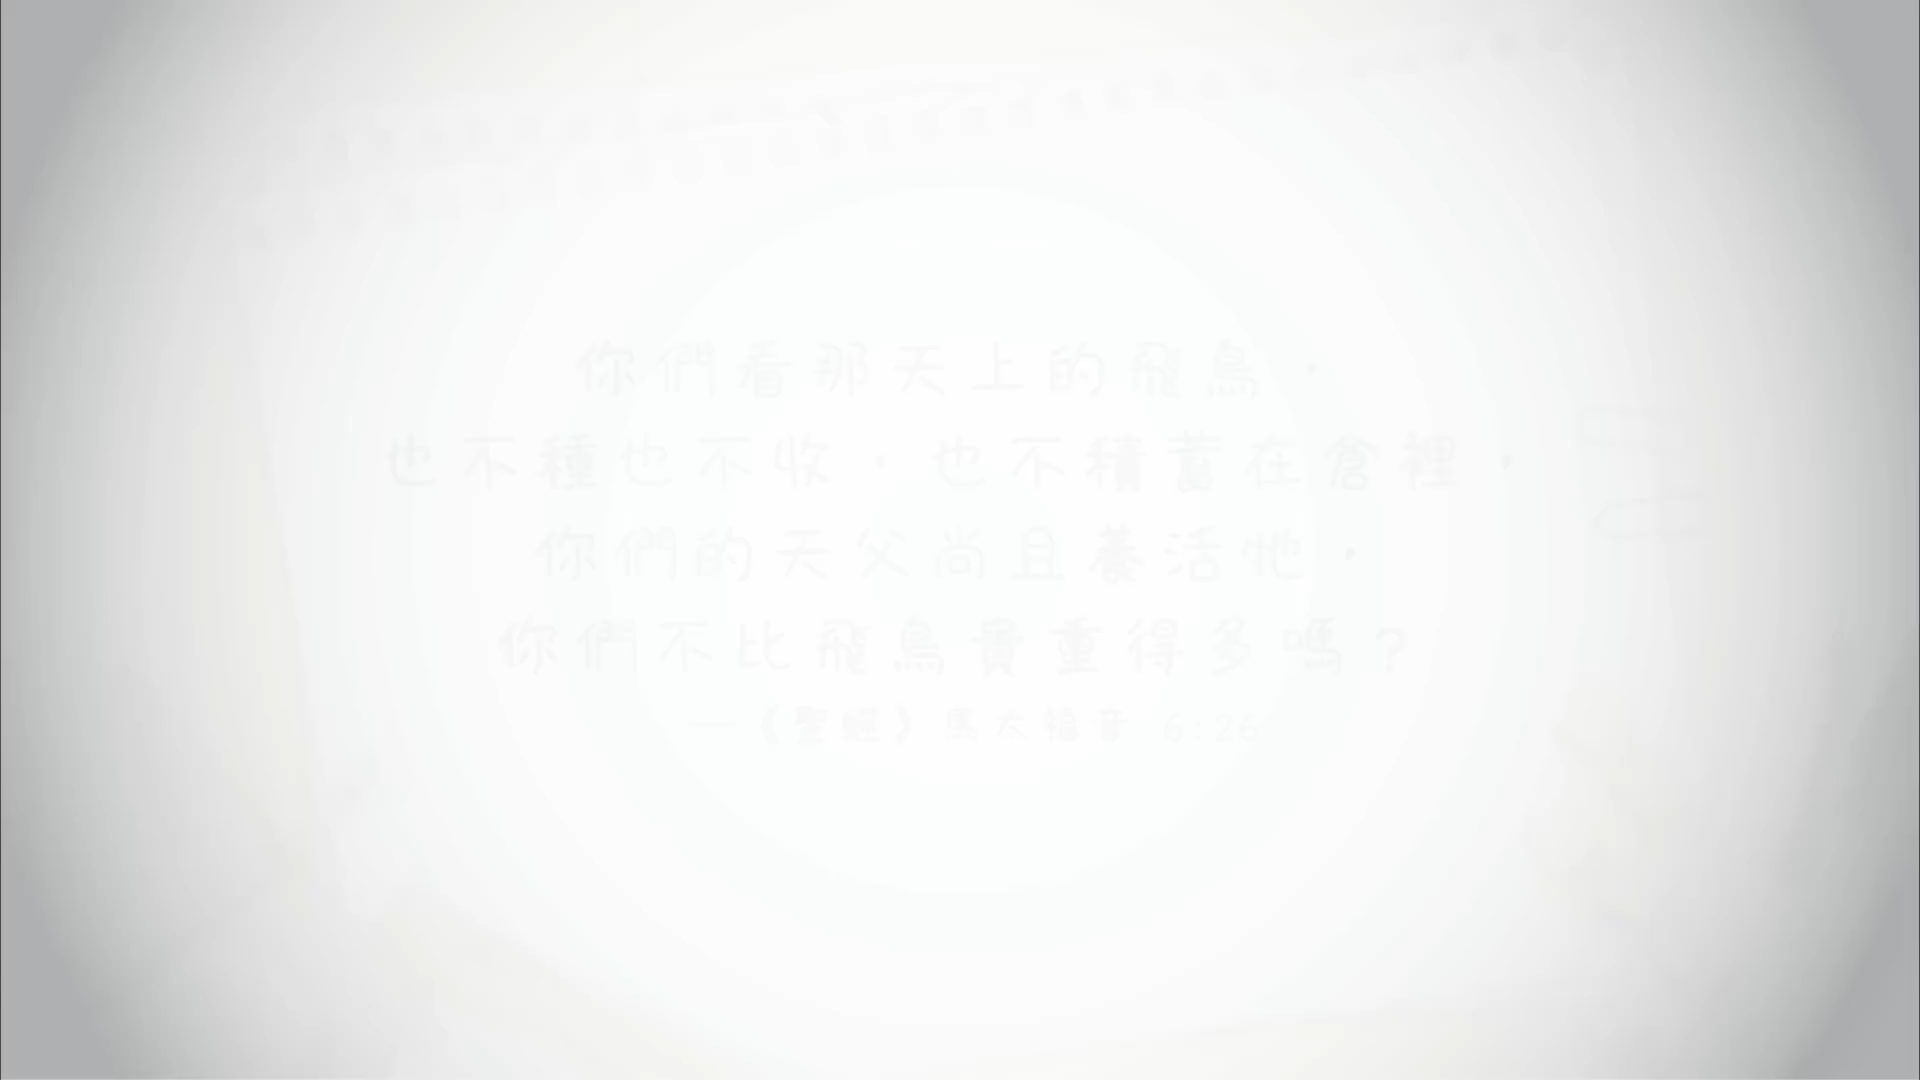 你們看那天上的飛鳥，
也不種也不收，也不積蓄在倉裡，
你們的天父尚且養活牠，
你們不比飛鳥貴重得多嗎？
—《聖經》馬太福音 6:26